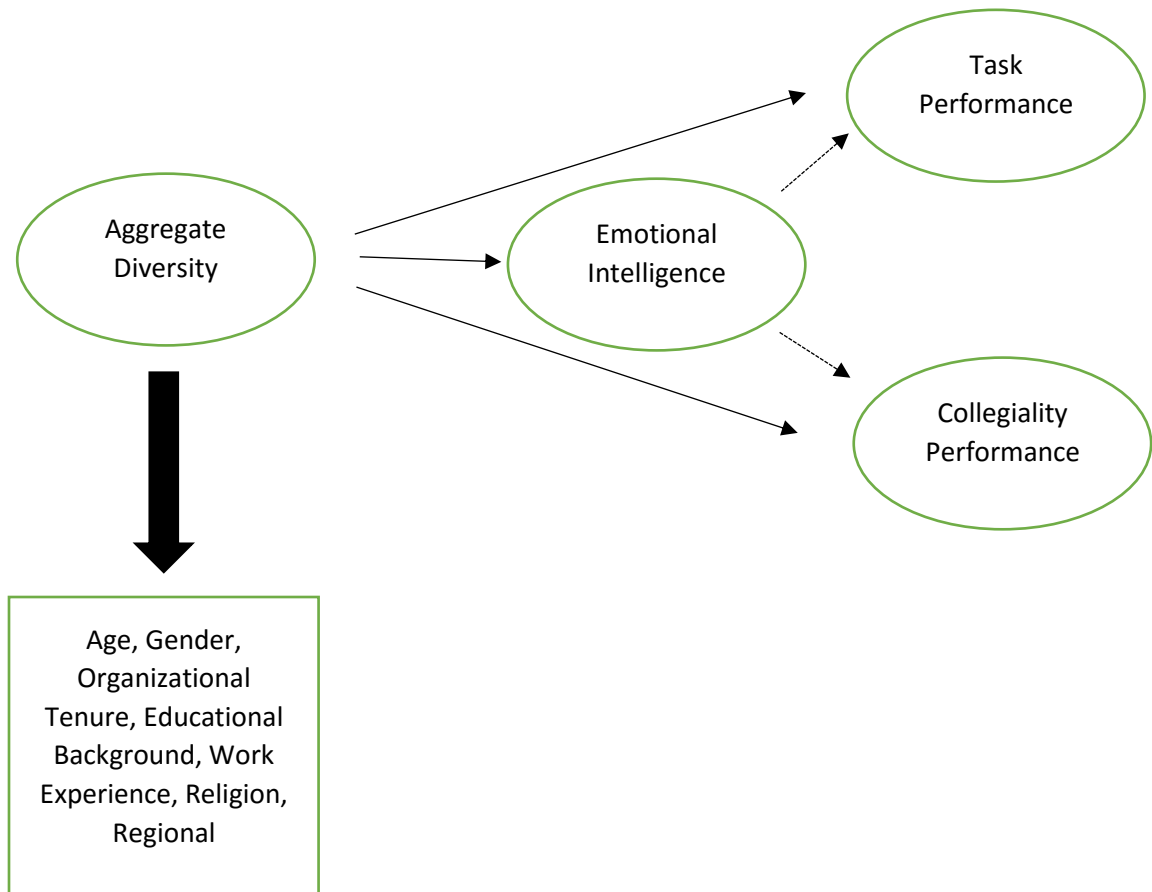 Task
Performance
Aggregate
Diversity
Emotional
Intelligence
Collegiality
Performance
Age, Gender,
Organizational
Tenure, Educational
Background, Work
Experience, Religion,
Regional